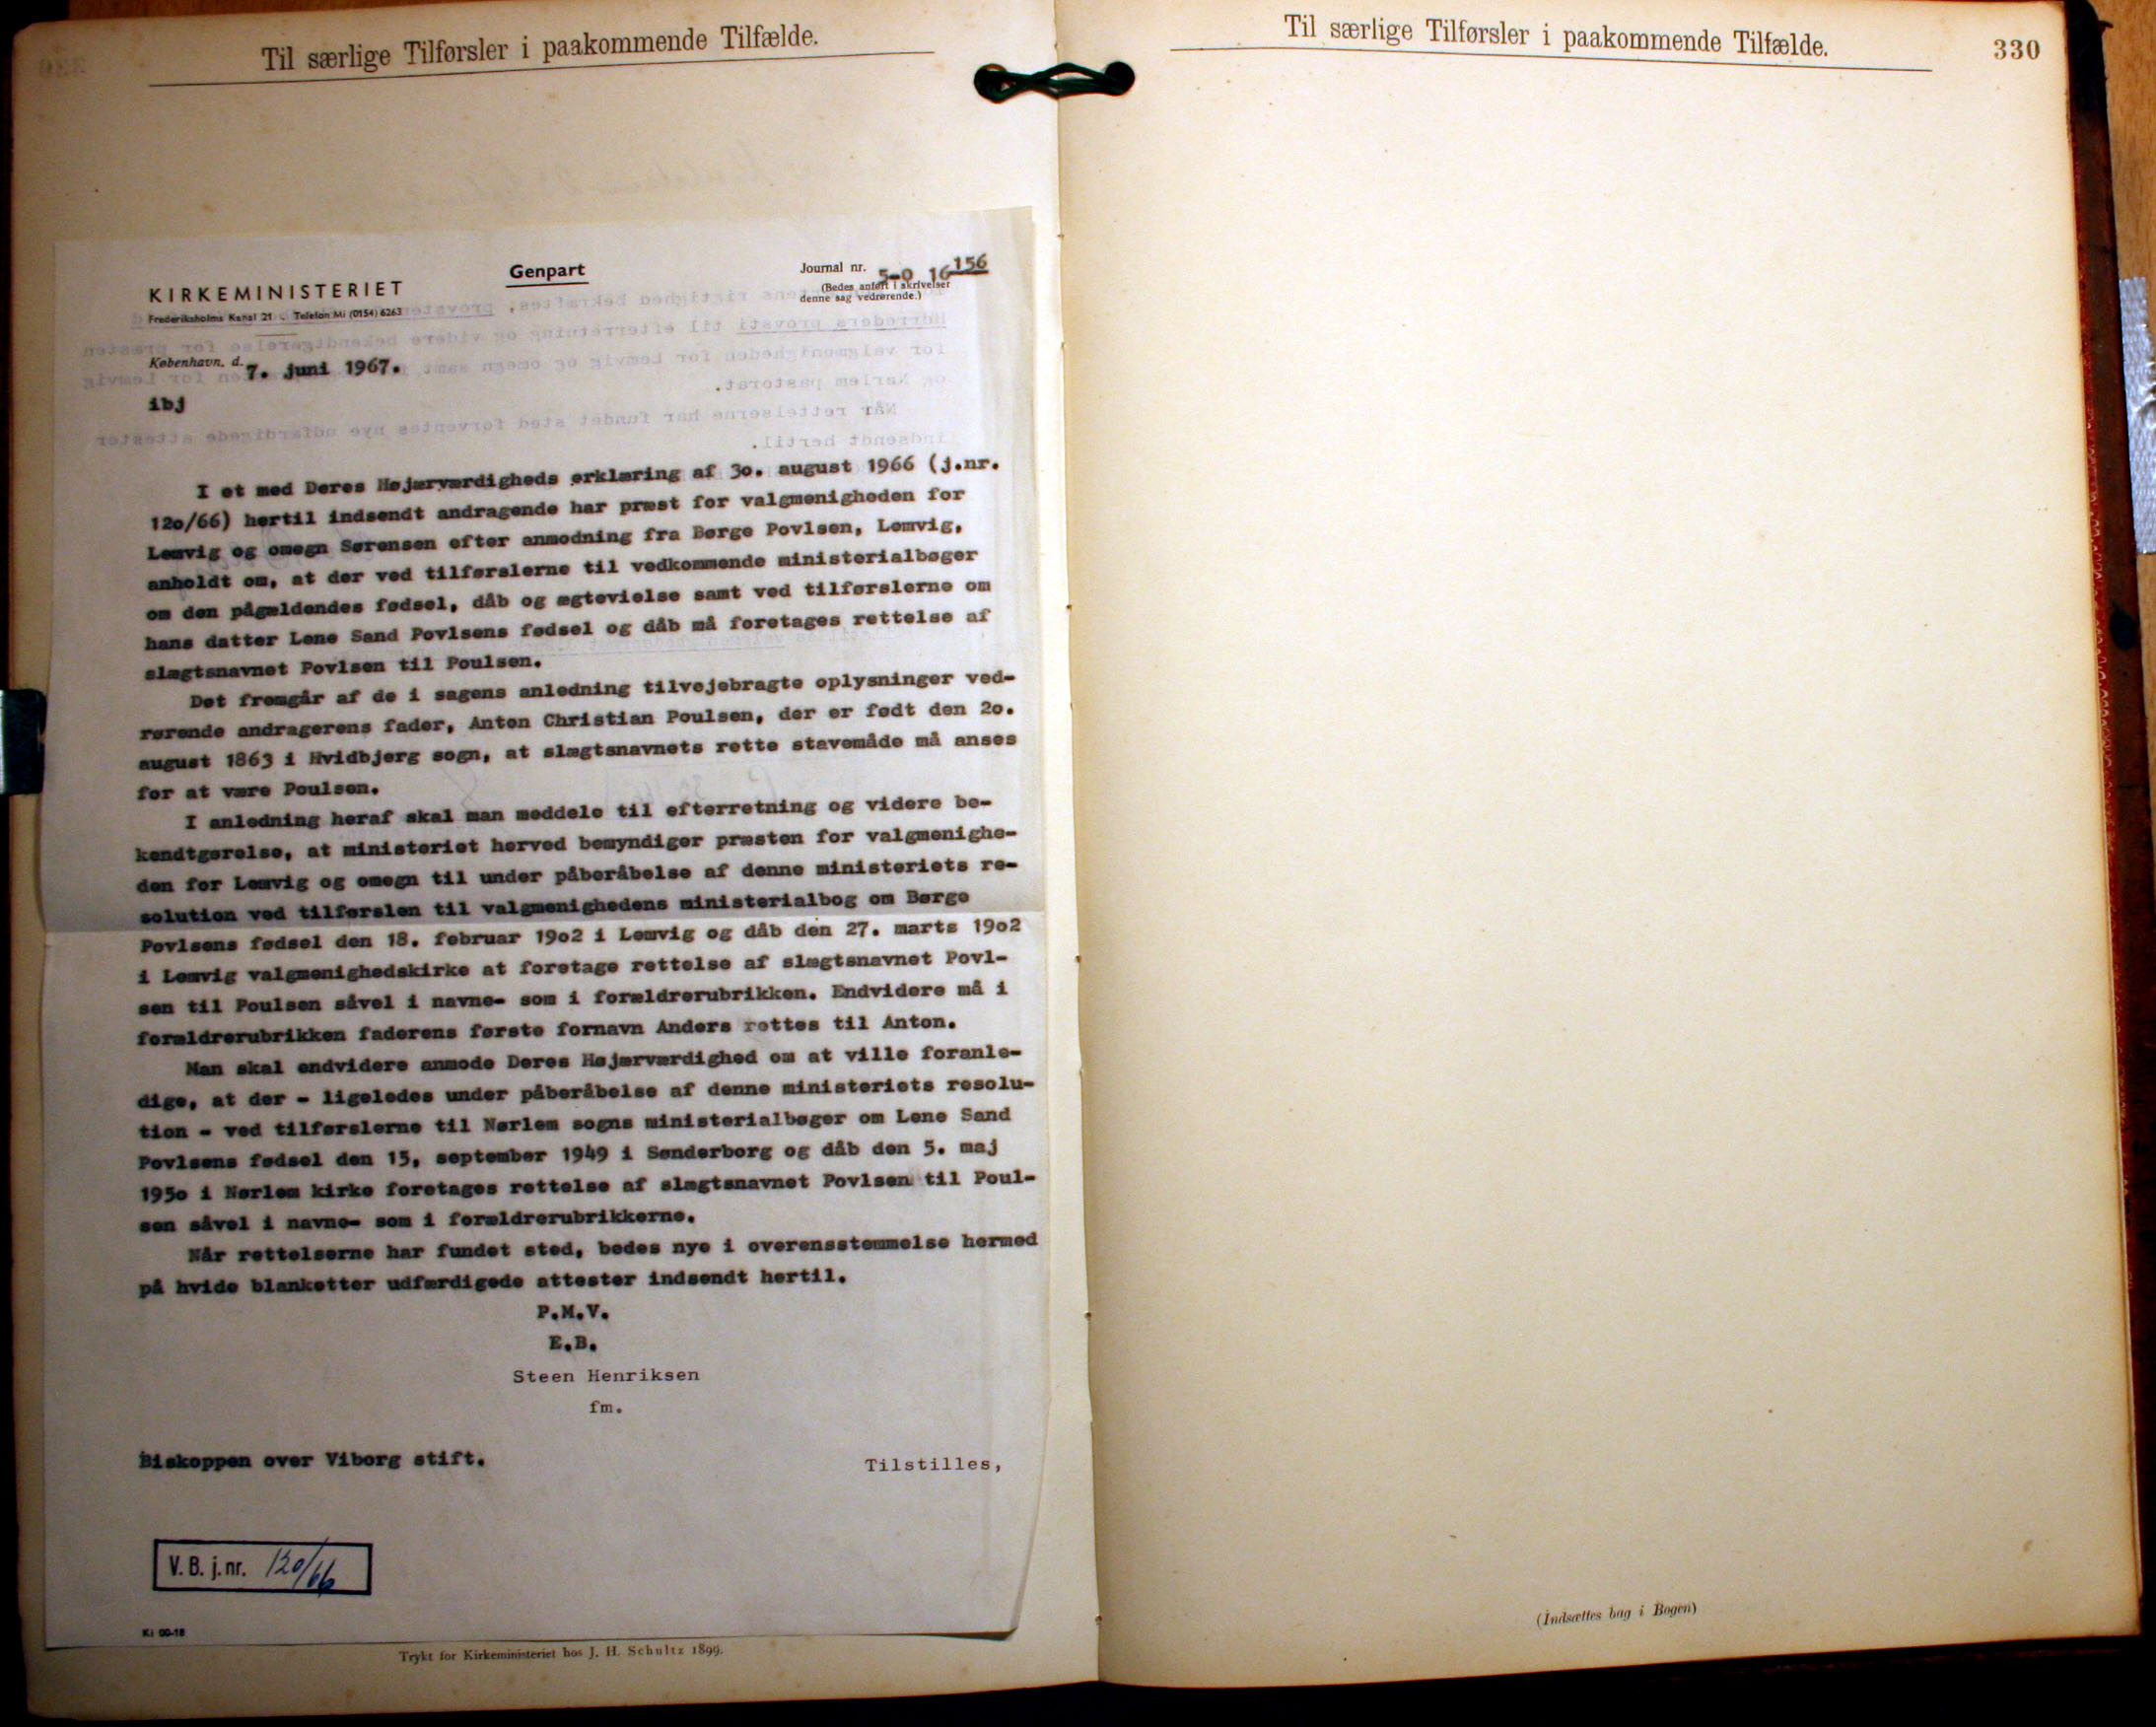 Til særlige Tilførsler i paakommende Tilfælde.
KIRKEMINISTERIET
Frederiksholms Kanal 21 - Telefon Mi (0154) 6263
Genpart
Journal nr. 5-0 16 156
(Bedes anført i skrivelser
denne sag vedrørende.)
København, d. 7. juni 1967.
ibj
I et med Deres Højærværdigheds erklæring af 3o. august 1966 (j.nr.
12o/66) hertil indsendt andragende har præst for valgmenigheden for
Lemvig og omegn Sørensen efter anmodning fra Børge Povlsen, Lemvig,
anholdt om, at der ved tilførslerne til vedkommende ministerialbøger
om den pågældendes fødsel, dåb og ægtevielse samt ved tilførslerne om
hans datter Lene Sand Povlsens fødsel og dåb må foretages rettelse af
slægtsnavnet Povlsen til Poulsen.
Det fremgår af de i sagens anledning tilvejebragte oplysninger ved-
rørende andragerens fader, Anton Christian Poulsen, der er født den 2o.
august 1863 i Hvidbjerg sogn, at slægtsnavnets rette stavemåde må anses
for at være Poulsen.
I anledning heraf skal man meddele til efterretning og videre be-
kendtgørelse, at ministeriet herved bemyndiger præsten for valgmenighe-
den for Lemvig og omegn til under påberåbelse af denne ministeriets re-
solution ved tilførslen til valgmenighedens ministerialbog om Børge
Povlsens fødsel den 18. februar 19o2 i Lemvig og dåb den 27. marts 19o2
i Lemvig valgmenighedskirke at foretage rettelse af slægtsnavnet Povl-
sen til Poulsen såvel i navne- som i forældrerubrikken. Endvidere må i
forældrerubrikken faderens første fornavn Anders rettes til Anton.
Man skal endvidere anmode Deres Højærværdighed om at ville foranle-
dige, at der - ligeledes under påberåbelse af denne ministeriets resolu-
tion - ved tilførslerne til Nørlem sogns ministerialbøger om Lene Sand
Povlsens fødsel den 15, september 1949 i Sønderborg og dåb den 5. maj
195o i Nørlem kirke foretages rettelse af slægtsnavnet Povlsen til Poul-
sen såvel i navne- som i forældrerubrikkerne.
Når rettelserne har fundet sted, bedes nye i overensstemmelse hermed
på hvide blanketter udfærdigede attester indsendt hertil.
P.M.V.
E.B.
Steen Henriksen
fm.
Biskoppen over Viborg stift.
Tilstilles,
V. B. j. nr. 120/66
Ki 00-18
Trykt for Kirkeministeriet hos J. H. Schultz 1899.
Til særlige Tilførsler i paakommende Tilfælde.
330
(Indsættes bag i Bogen)